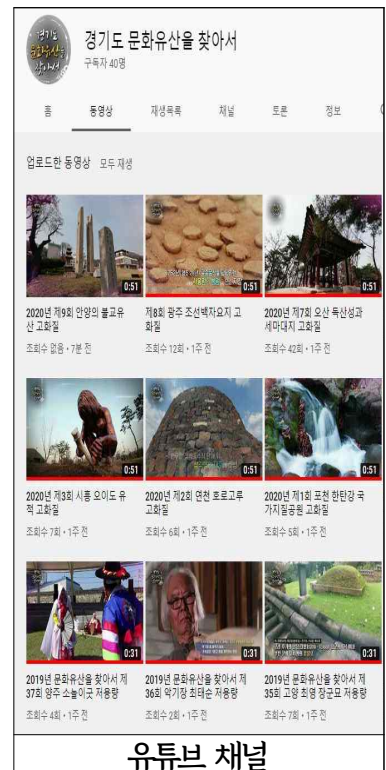 경기도
문화유산을
찾아서
경기도 문화유산을 찾아서
구독자 40명
홈 동영상 재생목록 채널 토론 정보
업로드한 동영상 모두 재생
0:51 0:51 0:51
2020년 제9회 안양의 불교유
산 고화질
조회수 없음 • 7분 전
제8회 광주 조선백자요지 고
화질
조회수 12회 • 1주 전
2020년 제7회 오산 독산성과
세마대지 고화질
조회수 42회 • 1주 전
0:51 0:51 0:51
2020년 제3회 시흥 오이도 유
적 고화질
조회수 7회 • 1주 전
2020년 제2회 연천 호로고루
고화질
조회수 6회 • 1주 전
2020년 제1회 포천 한탄강 국
가지질공원 고화질
조회수 5회 • 1주 전
0:31 0:31 0:31
2019년 문화유산을 찾아서 제
37회 양주 소놀이굿 저용량
조회수 4회 • 1주 전
2019년 문화유산을 찾아서 제
36회 악기장 최태순 저용량
조회수 2회 • 1주 전
2019년 문화유산을 찾아서 제
35회 고양 최영 장군묘 저용량
조회수 7회 • 1주 전
유튜브 채널